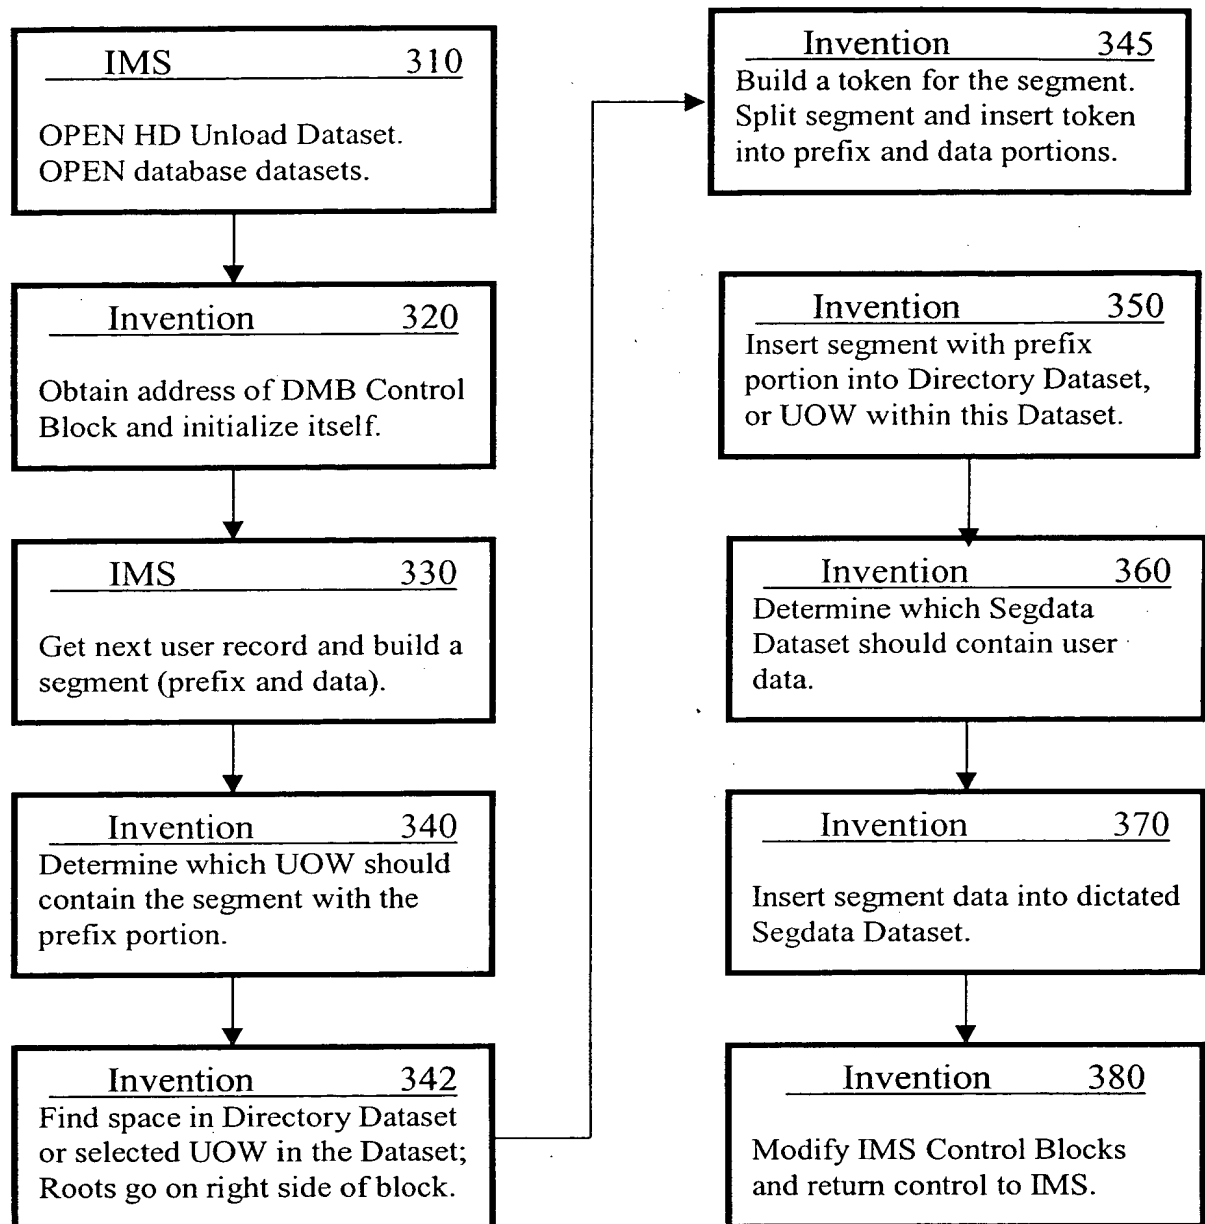 IMS 310
OPEN HD Unload Dataset.
OPEN database datasets.
Invention 320
Obtain address of DMB Control
Block and initialize itself.
IMS 330
Get next user record and build a
segment (prefix and data).
Invention 340
Determine which UOW should
contain the segment with the
prefix portion.
Invention 342
Find space in Directory Dataset
or selected UOW in the Dataset;
Roots go on right side of block.
Invention 345
Build a token for the segment.
Split segment and insert token
into prefix and data portions.
Invention 350
Insert segment with prefix
portion into Directory Dataset,
or UOW within this Dataset.
Invention 360
Determine which Segdata
Dataset should contain user
data.
Invention 370
Insert segment data into dictated
Segdata Dataset.
Invention 380
Modify IMS Control Blocks
and return control to IMS.